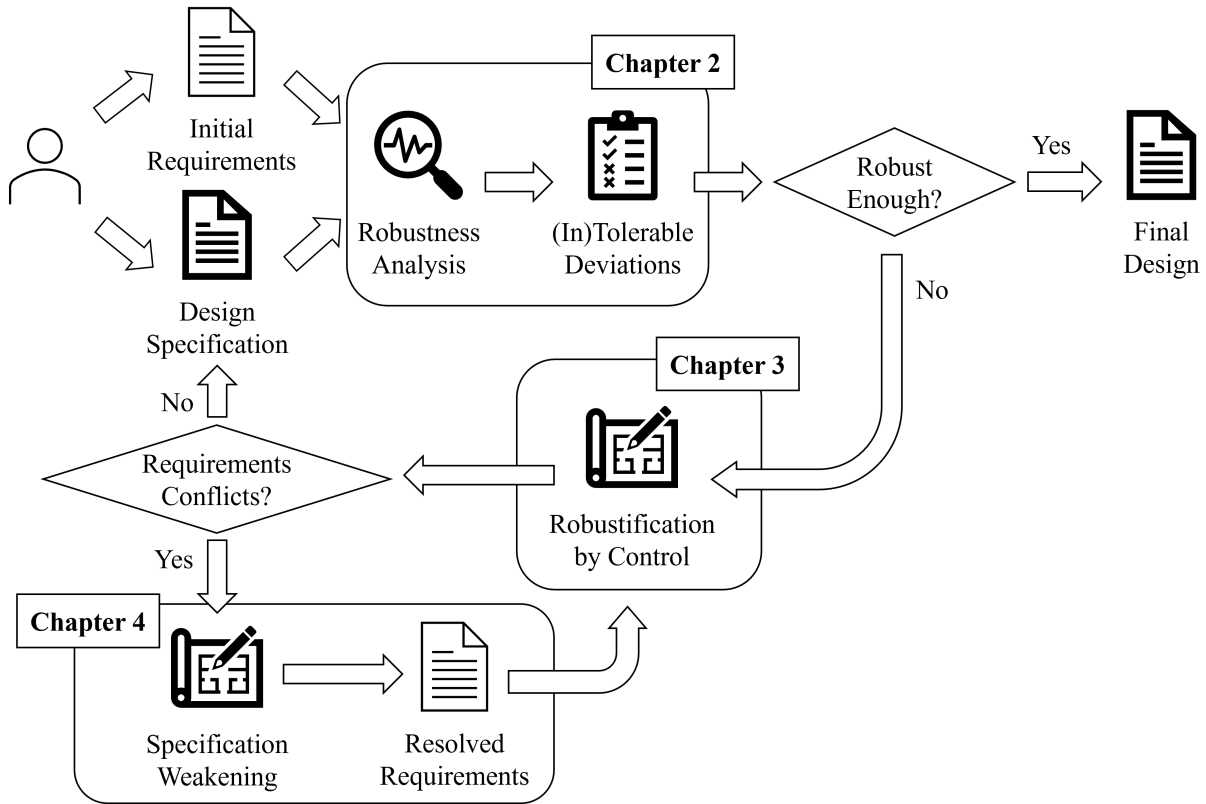 Initial
Requirements
Design
Specification
Chapter 2
Robustness
Analysis
(In)Tolerable
Deviations
Robust
Enough?
Yes
Final
Design
No
Chapter 3
Robustification
by Control
Requirements
Conflicts?
No
Yes
Chapter 4
Specification
Weakening
Resolved
Requirements